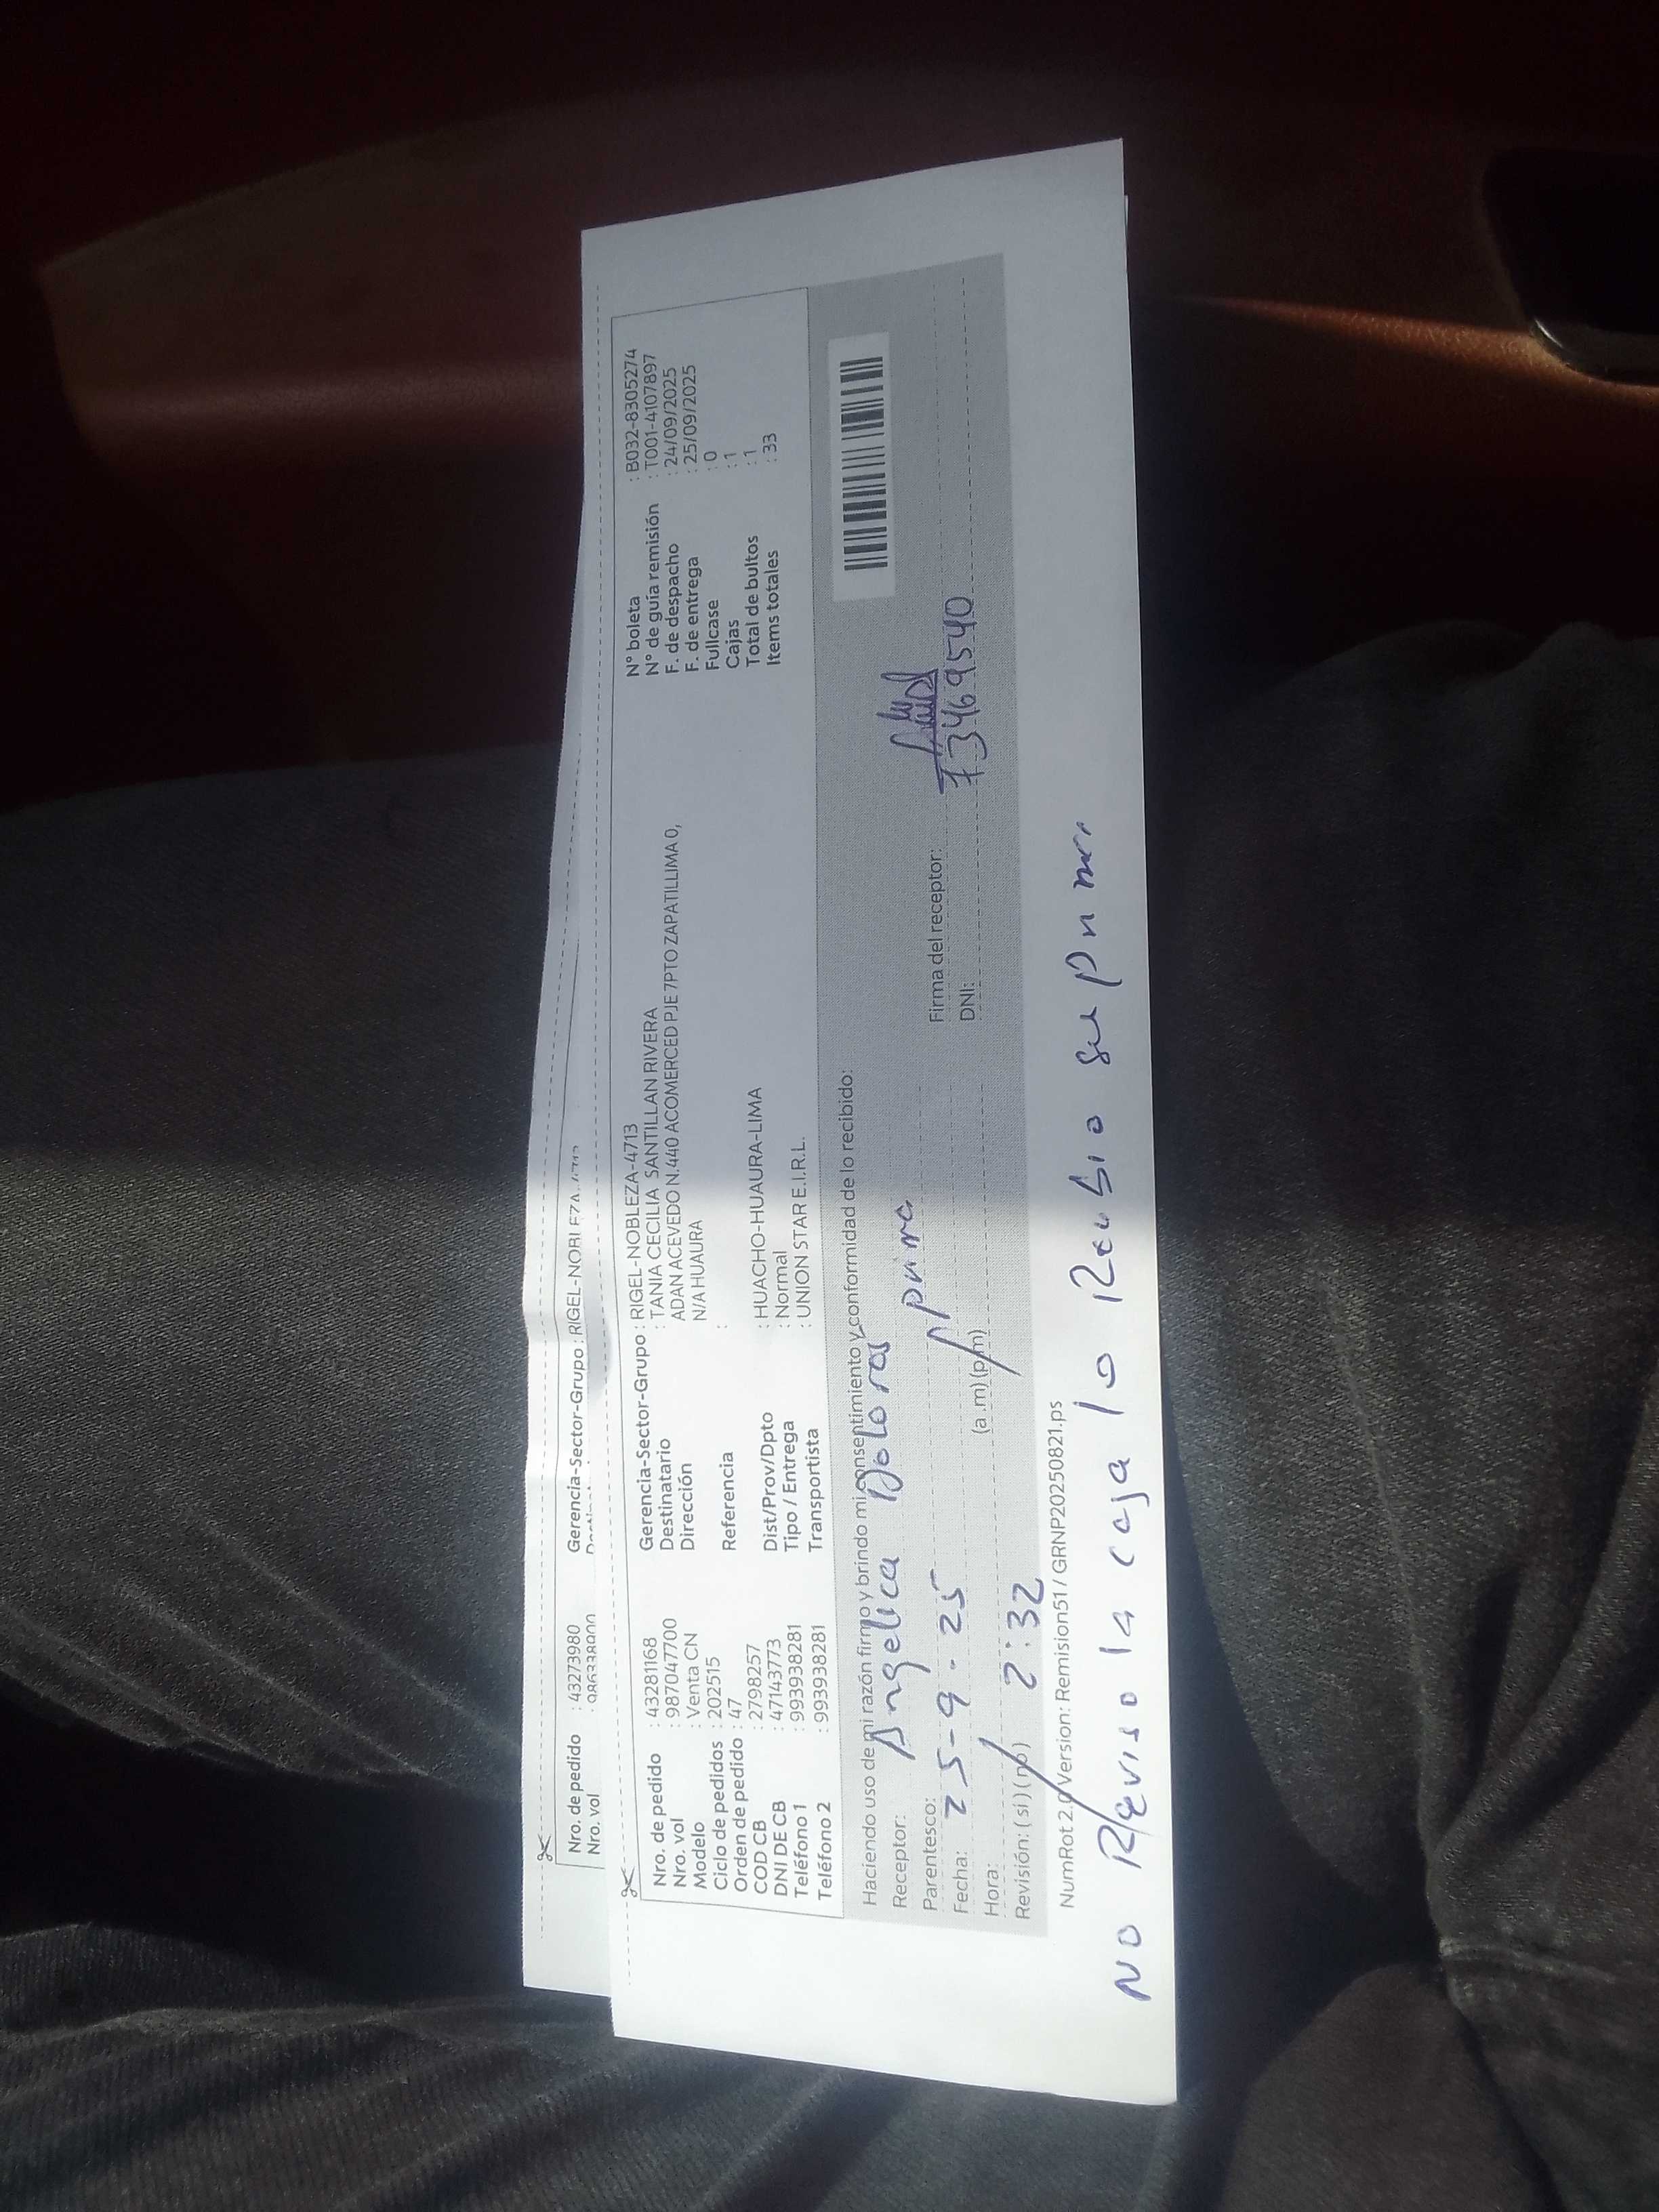 Nro. de pedido : 43273980 Gerencia-Sector-Grupo : RIGEL-NOBLEZA-4713
Nro. vol : 986338900
Nro. de pedido : 43281168 Gerencia-Sector-Grupo : RIGEL-NOBLEZA-4713 N° boleta : B032-8305274
Nro. vol : 987047700 Destinatario : TANIA CECILIA SANTILLAN RIVERA N° de guía remisión : T001-4107897
Modelo : Venta CN Dirección ADAN ACEVEDO N.440 ACOMERCED PJE 7PTO ZAPATILLIMA 0, F. de despacho : 24/09/2025
Ciclo de pedidos : 202515 N/A HUAURA F. de entrega : 25/09/2025
Orden de pedido : 47 Referencia : Fullcase : 0
COD CB : 2798257 Cajas : 1
DNI DE CB : 47143773 Dist/Prov/Dpto : HUACHO-HUAURA-LIMA Total de bultos : 1
Teléfono 1 : 993938281 Tipo / Entrega : Normal Items totales : 33
Teléfono 2 : 993938281 Transportista : UNION STAR E.I.R.L.
Haciendo uso de mi razón firmo y brindo mi consentimiento y conformidad de lo recibido:
Receptor: Angelica Dolores
Parentesco: prima Firma del receptor:
Fecha: 25-9-25 DNI: 73469540
Hora: 2:32 (a .m) (p.m)
Revisión: ( si ) ( no )
NumRot 2.0/Version: Remision51 / GRNP20250821.ps
NO Reviso la caja lo Recibio su prima